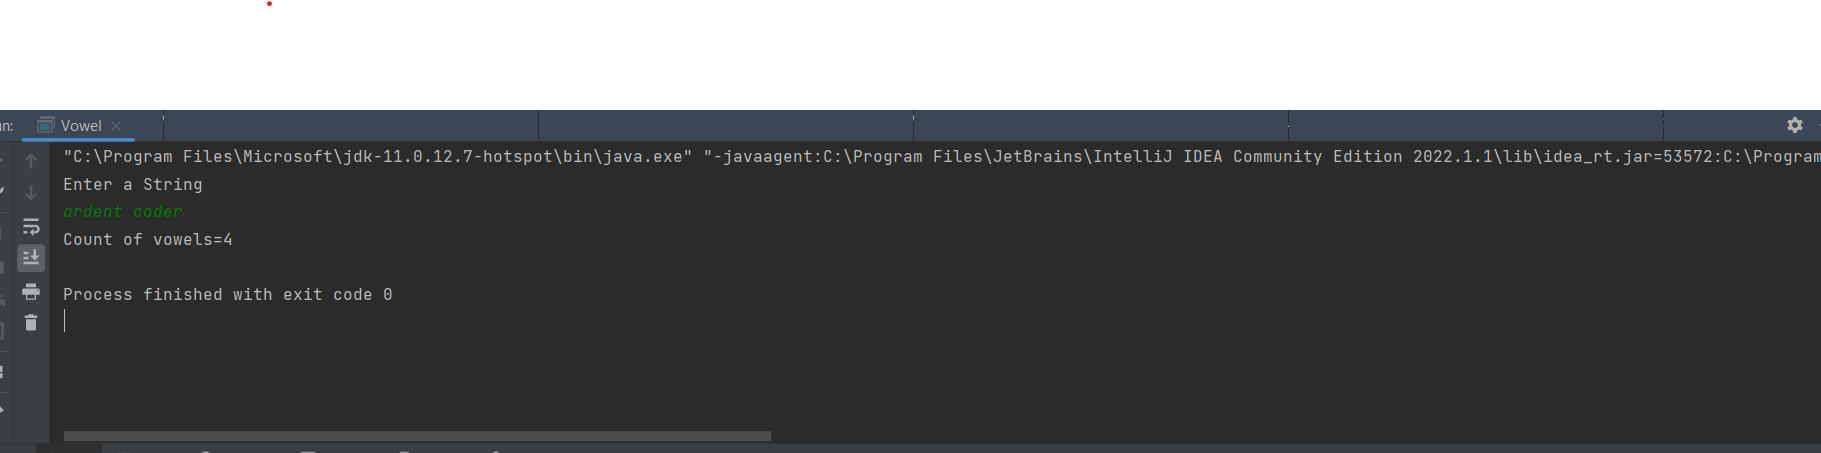 un:
Vowel
"C:\Program Files\Microsoft\jdk-11.0.12.7-hotspot\bin\java.exe" "-javaagent:C:\Program Files\JetBrains\IntelliJ IDEA Community Edition 2022.1.1\lib\idea_rt.jar=53572:C:\Program
Enter a String
ardent coder
Count of vowels=4
Process finished with exit code 0